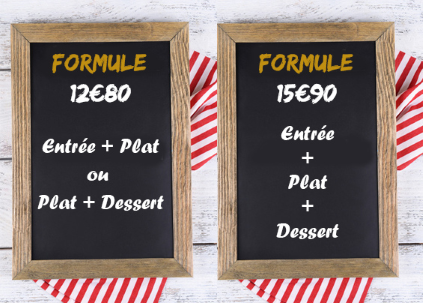 FORMULE
12€80
Entrée + Plat
ou
Plat + Dessert
FORMULE
15€90
Entrée
+
Plat
+
Dessert